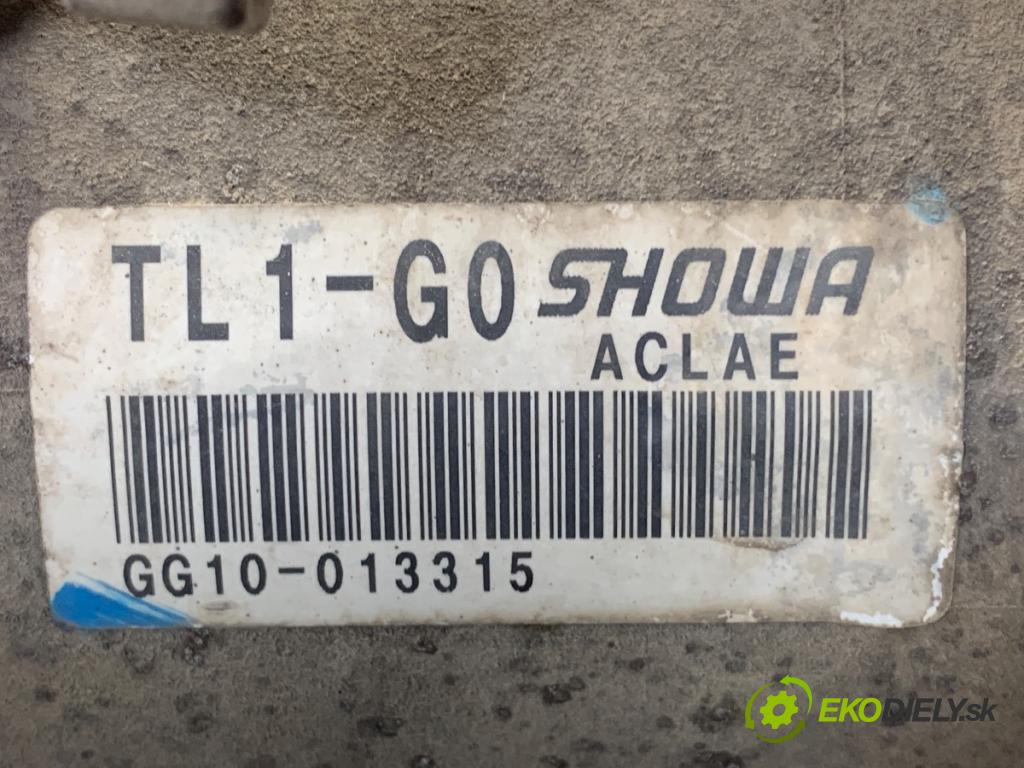 TL1-G0 SHOWA
ACLAE
GG10-013315
EKODIELY.sk